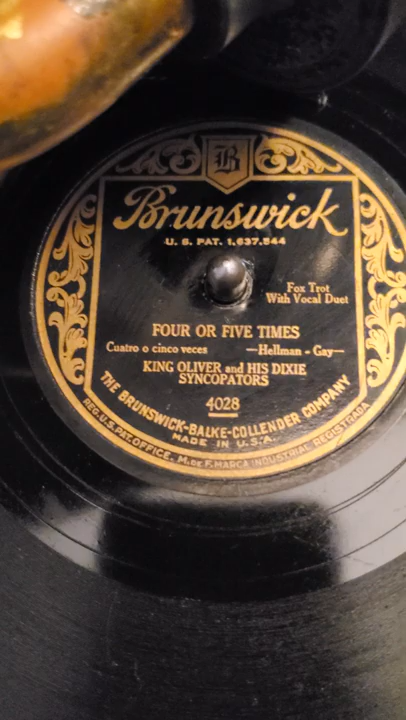 B
Brunswick
U. S. PAT. 1,637,544
Fox Trot
With Vocal Duet
FOUR OR FIVE TIMES
Cuatro o cinco veces —Hellman - Gay—
KING OLIVER and HIS DIXIE
SYNCOPATORS
4028
THE BRUNSWICK-BALKE-COLLENDER COMPANY
MADE IN U.S.A.
REG. U.S. PAT. OFFICE. M. DE F. MARCA INDUSTRIAL REGISTRADA